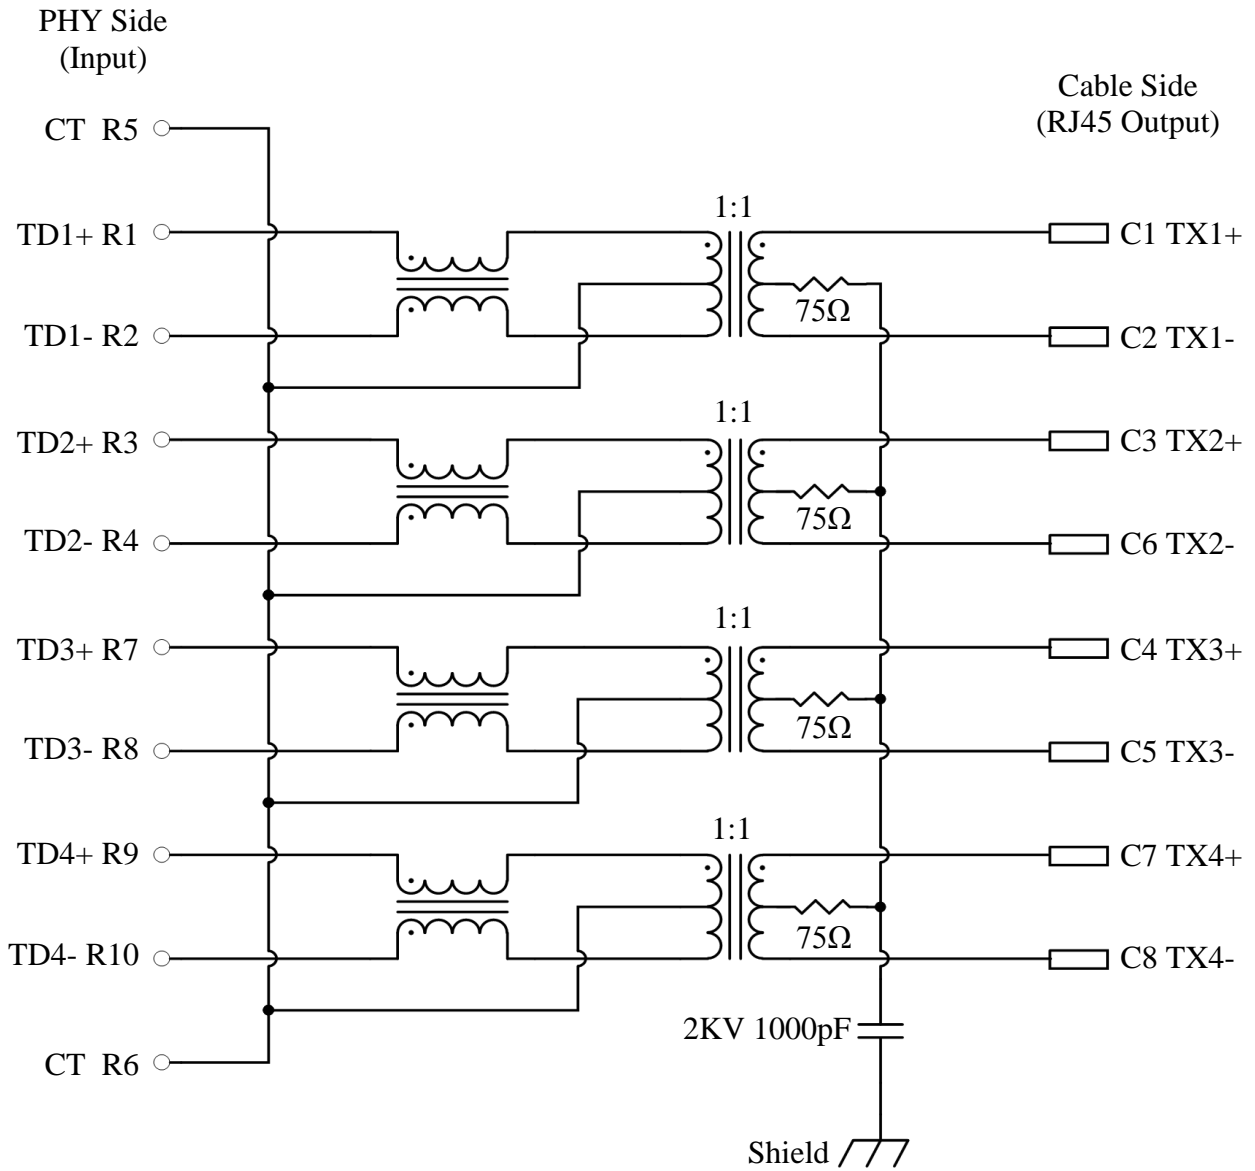 PHY Side
(Input)
Cable Side
(RJ45 Output)
CT R5
1:1
TD1+ R1
C1 TX1+
75Ω
TD1- R2
C2 TX1-
1:1
TD2+ R3
C3 TX2+
75Ω
TD2- R4
C6 TX2-
1:1
TD3+ R7
C4 TX3+
75Ω
TD3- R8
C5 TX3-
1:1
TD4+ R9
C7 TX4+
75Ω
TD4- R10
C8 TX4-
2KV 1000pF
CT R6
Shield